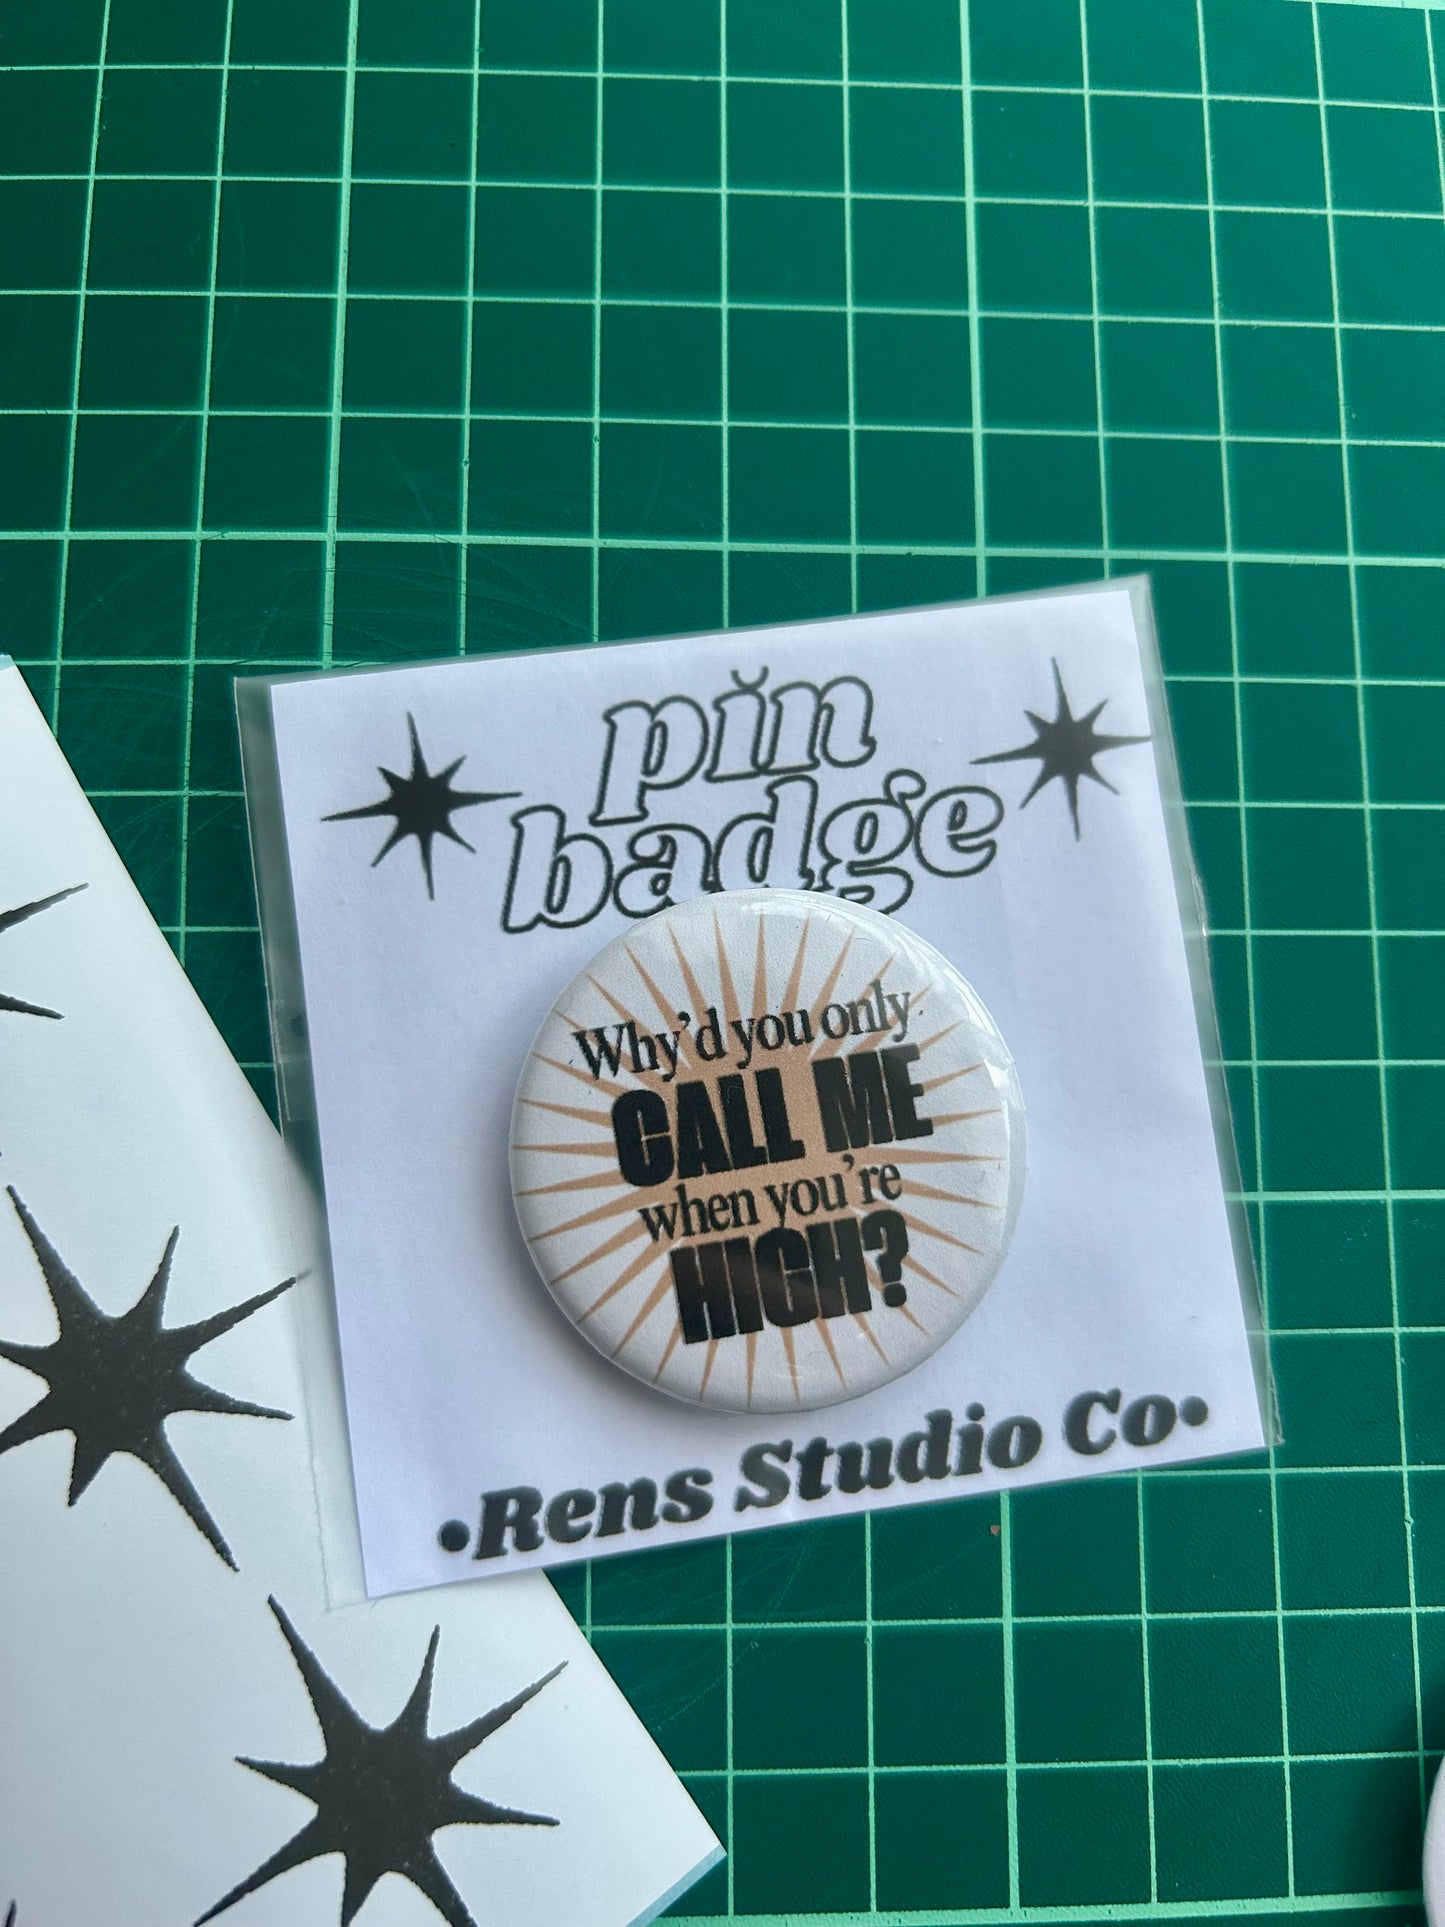 pin
badge
Why'd you only
CALL ME
when you're
HIGH?
•Rens Studio Co•